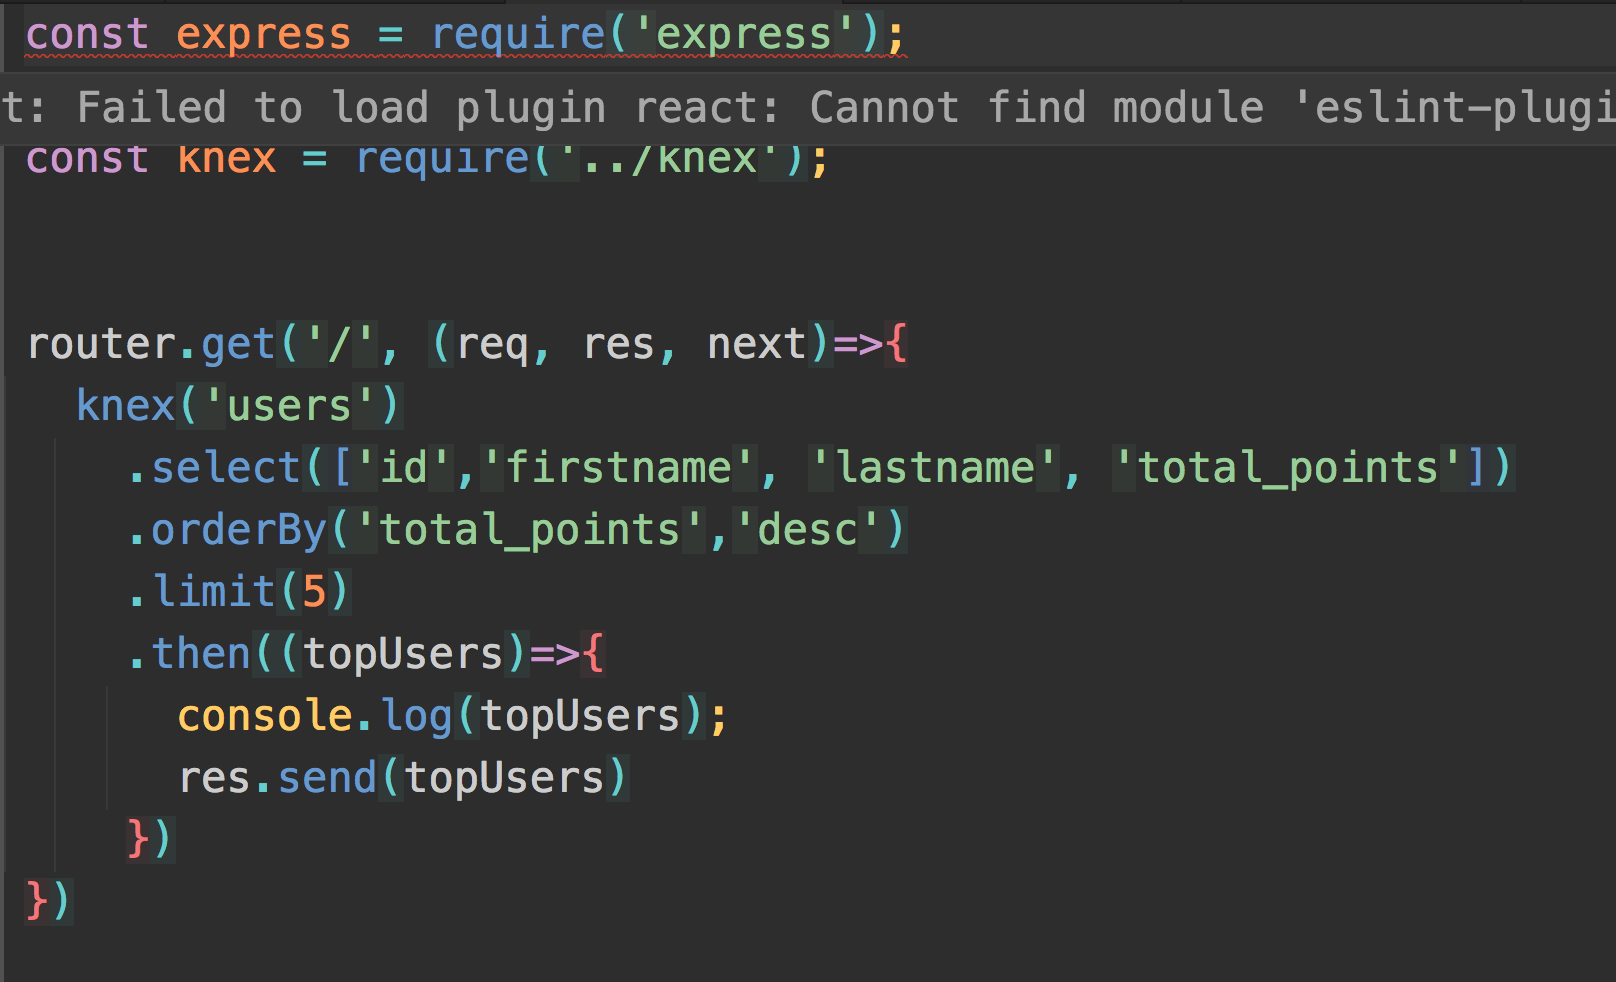 const express = require('express');
t: Failed to load plugin react: Cannot find module 'eslint-plugi
const knex = require('../knex');
router.get('/', (req, res, next)=>{
knex('users')
.select(['id','firstname', 'lastname', 'total_points'])
.orderBy('total_points','desc')
.limit(5)
.then((topUsers)=>{
console.log(topUsers);
res.send(topUsers)
})
})